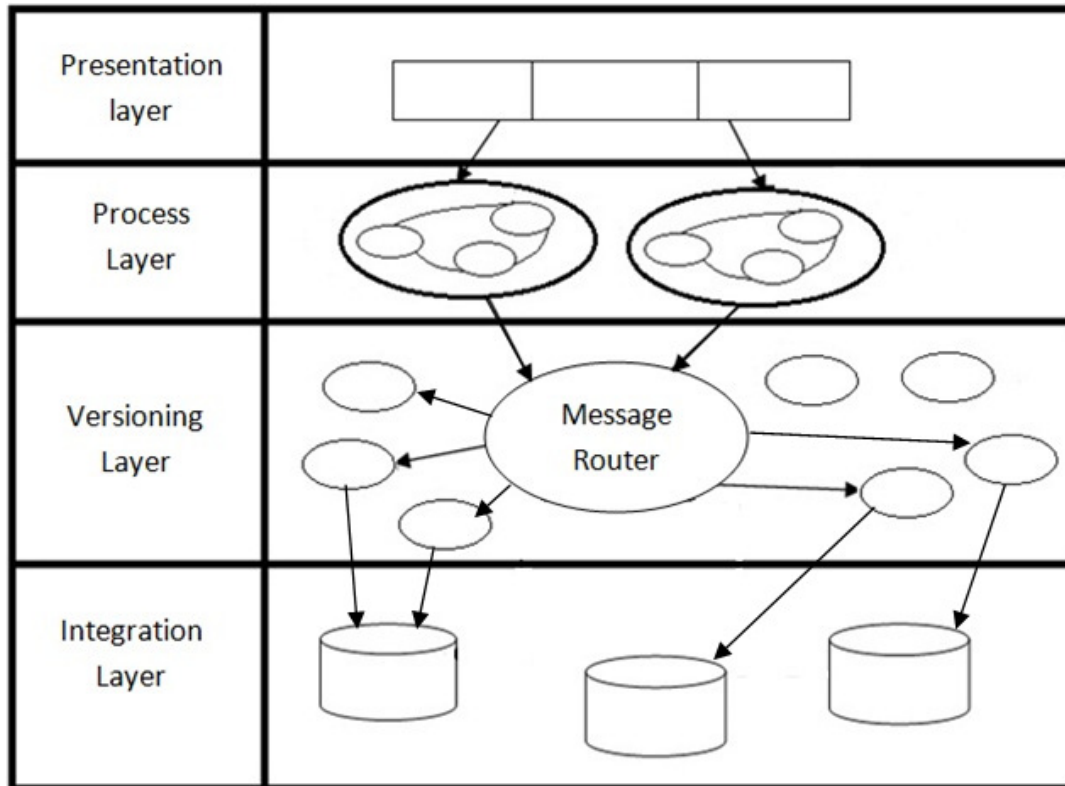 Presentation
layer
Process
Layer
Versioning
Layer
Message
Router
Integration
Layer